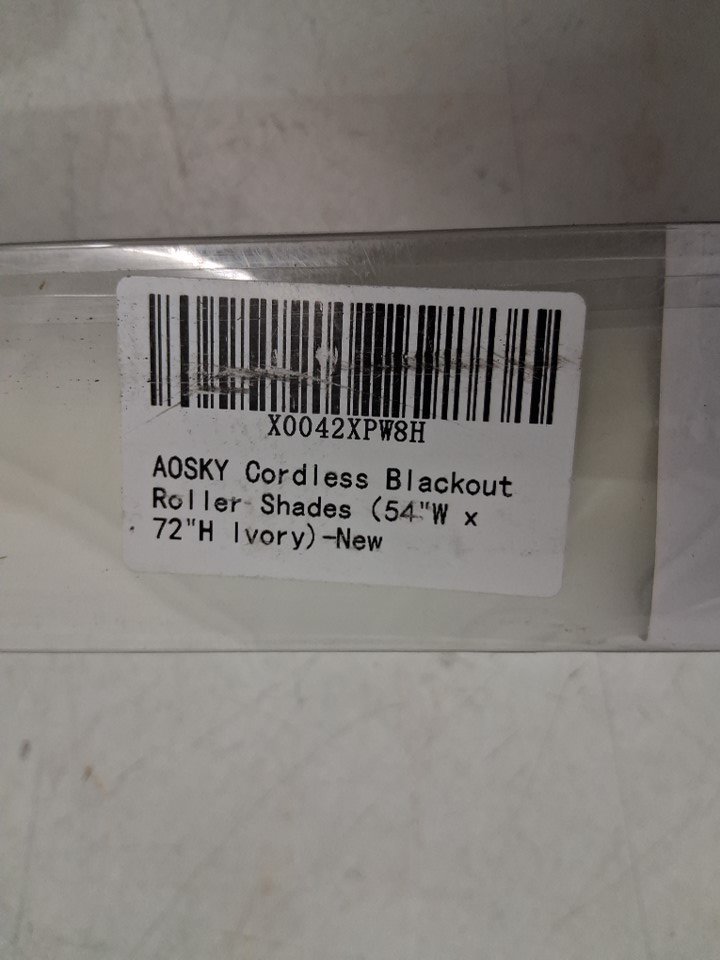 X0042XPW8H
AOSKY Cordless Blackout
Roller Shades (54"W x
72"H Ivory)-New